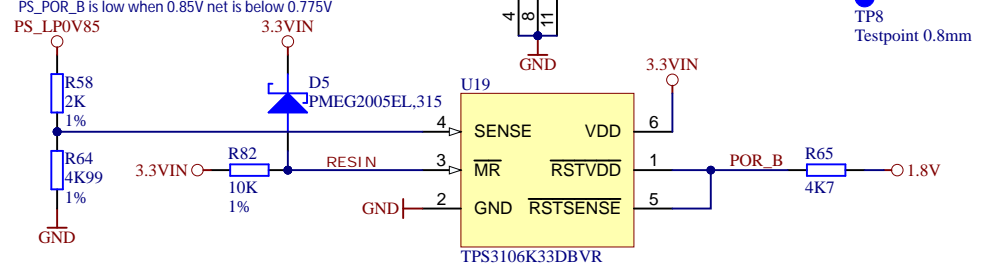 PS_POR_B is low when 0.85V net is below 0.775V
PS_LP0V85
3.3VIN
4
8
11
GND
TP8
Testpoint 0.8mm
R58
2K
1%
D5
PMEG2005EL,315
U19
3.3VIN
4
SENSE
VDD
6
R64
4K99
1%
GND
3.3VIN
R82
10K
1%
RESIN
3
MR
RSTVDD
1
POR_B
R65
4K7
1.8V
GND
2
GND
RSTSENSE
5
TPS3106K33DBVR